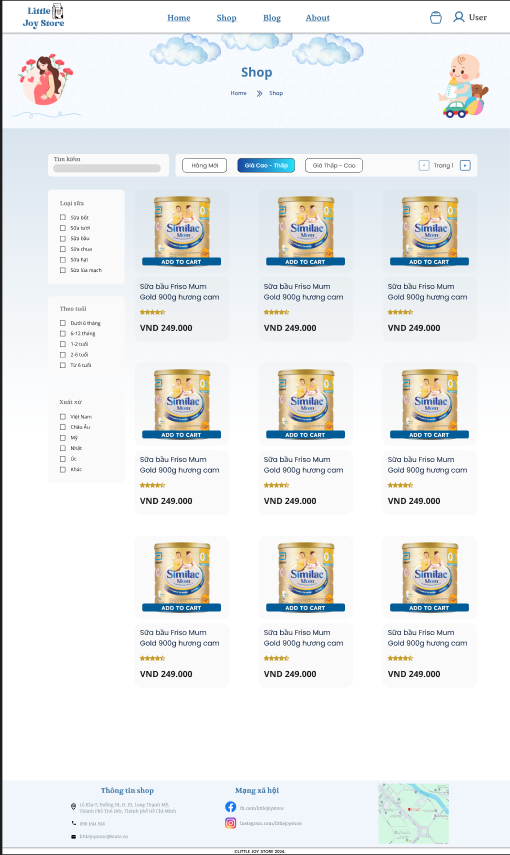 Little
Joy Store
Home
Shop
Blog
About
User
Shop
Home
Shop
Tìm kiếm
Hàng Mới
Giá Cao - Thấp
Giá Thấp - Cao
Trang 1
Loại sữa
Sữa bột
Sữa tươi
Sữa bầu
Sữa chua
Sữa hạt
Sữa lúa mạch
Theo tuổi
Dưới 6 tháng
6-12 tháng
1-2 tuổi
2-6 tuổi
Từ 6 tuổi
Xuất xứ
Việt Nam
Châu Âu
Mỹ
Nhật
Úc
Khác
Similac
Mom
ADD TO CART
Sữa bầu Friso Mum
Gold 900g hương cam
VND 249.000
Similac
Mom
ADD TO CART
Sữa bầu Friso Mum
Gold 900g hương cam
VND 249.000
Similac
Mom
ADD TO CART
Sữa bầu Friso Mum
Gold 900g hương cam
VND 249.000
Similac
Mom
ADD TO CART
Sữa bầu Friso Mum
Gold 900g hương cam
VND 249.000
Similac
Mom
ADD TO CART
Sữa bầu Friso Mum
Gold 900g hương cam
VND 249.000
Similac
Mom
ADD TO CART
Sữa bầu Friso Mum
Gold 900g hương cam
VND 249.000
Similac
Mom
ADD TO CART
Sữa bầu Friso Mum
Gold 900g hương cam
VND 249.000
Similac
Mom
ADD TO CART
Sữa bầu Friso Mum
Gold 900g hương cam
VND 249.000
Similac
Mom
ADD TO CART
Sữa bầu Friso Mum
Gold 900g hương cam
VND 249.000
Thông tin shop
Thành Phố Thủ Đức, Thành phố Hồ Chí Minh
Mạng xã hội
fb.com/littlejoystore
instagram.com/littlejoystore
©LITTLE JOY STORE 2024.